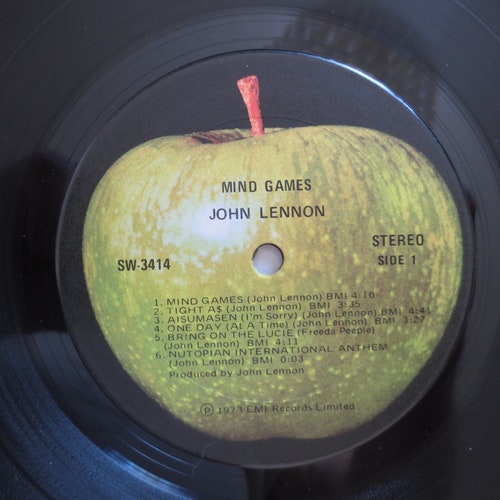 MIND GAMES
JOHN LENNON
SW-3414
STEREO
SIDE 1
1. MIND GAMES (John Lennon) BMI 4:10
2. TIGHT A$ (John Lennon) BMI 3:35
3. AISUMASEN (I'm Sorry) (John Lennon) BMI 4:41
4. ONE DAY (At A Time) (John Lennon) BMI 3:27
5. BRING ON THE LUCIE (Freeda Peeple)
(John Lennon) BMI 4:11
6. NUTOPIAN INTERNATIONAL ANTHEM
(John Lennon) BMI 0:03
Produced by John Lennon
℗ 1973 EMI Records Limited